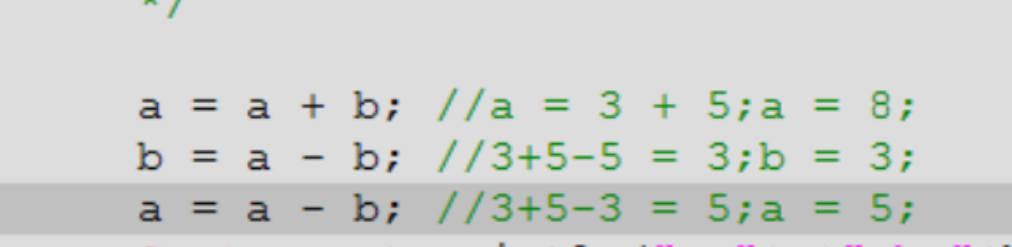 */
a = a + b; //a = 3 + 5;a = 8;
b = a - b; //3+5-5 = 3;b = 3;
a = a - b; //3+5-3 = 5;a = 5;